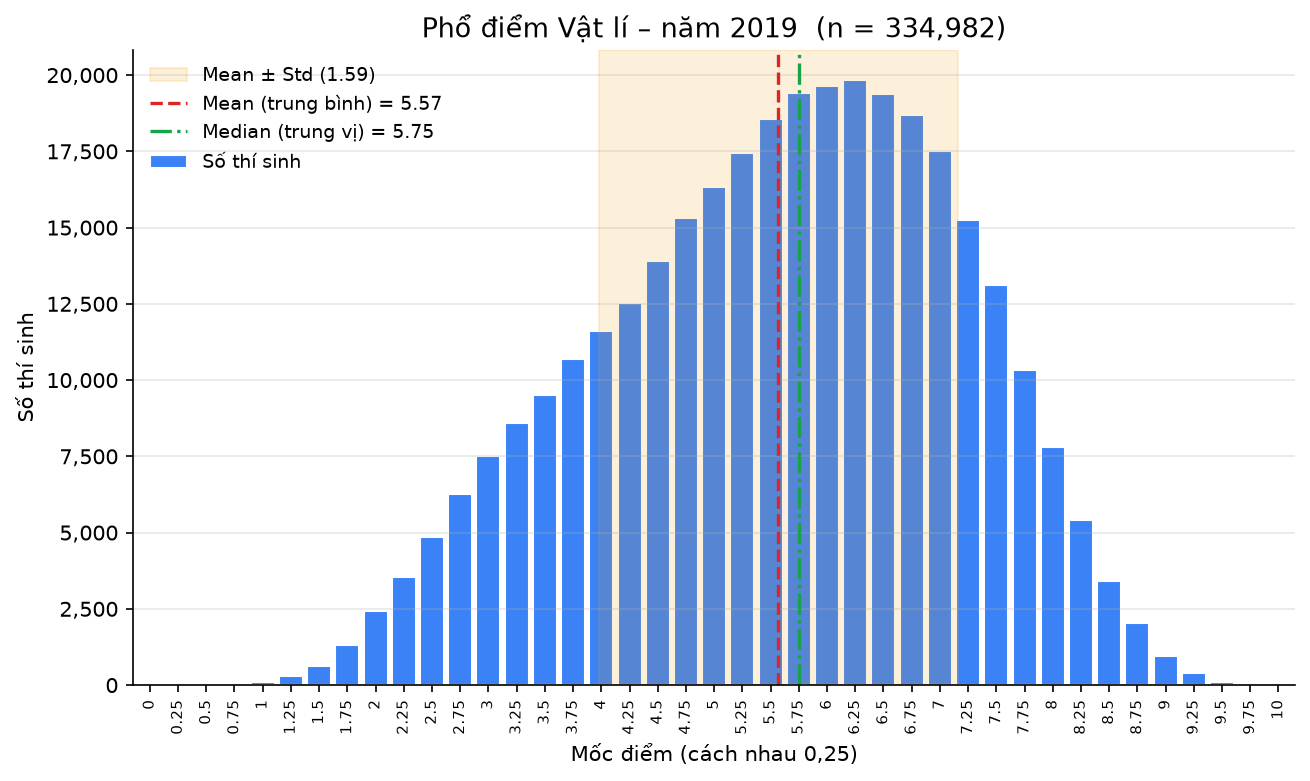 Phổ điểm Vật lí – năm 2019  (n = 334,982)
Mean ± Std (1.59)
Mean (trung bình) = 5.57
Median (trung vị) = 5.75
Số thí sinh
20,000
17,500
15,000
12,500
10,000
7,500
5,000
2,500
0
Số thí sinh
0 0.25 0.5 0.75 1 1.25 1.5 1.75 2 2.25 2.5 2.75 3 3.25 3.5 3.75 4 4.25 4.5 4.75 5 5.25 5.5 5.75 6 6.25 6.5 6.75 7 7.25 7.5 7.75 8 8.25 8.5 8.75 9 9.25 9.5 9.75 10
Mốc điểm (cách nhau 0,25)